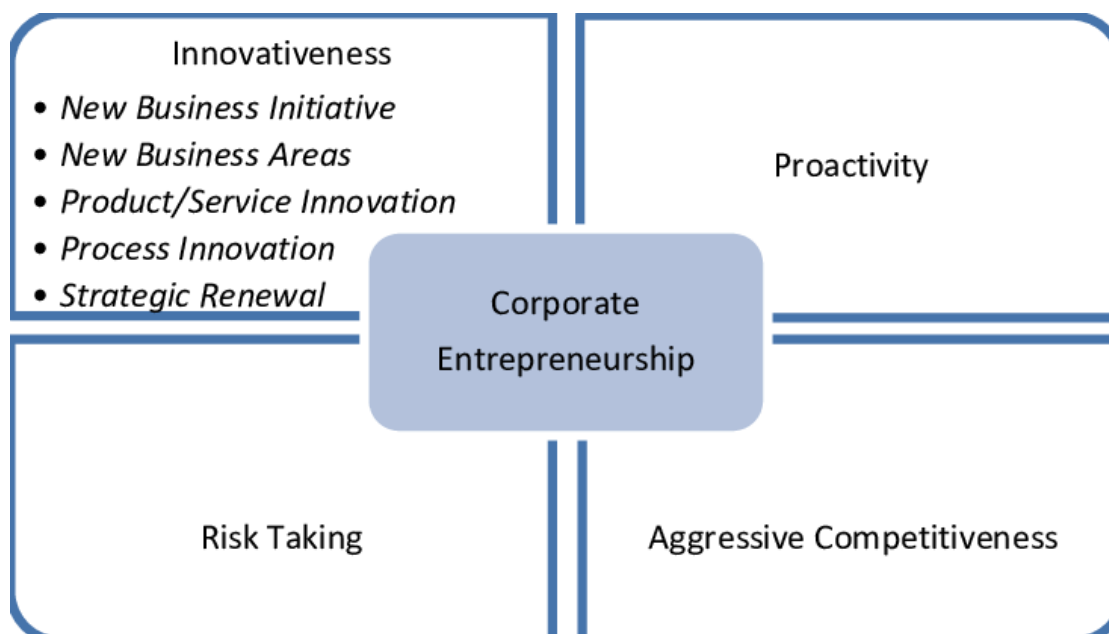 Innovativeness
• New Business Initiative
• New Business Areas
• Product/Service Innovation
• Process Innovation
• Strategic Renewal
Proactivity
Corporate
Entrepreneurship
Risk Taking
Aggressive Competitiveness